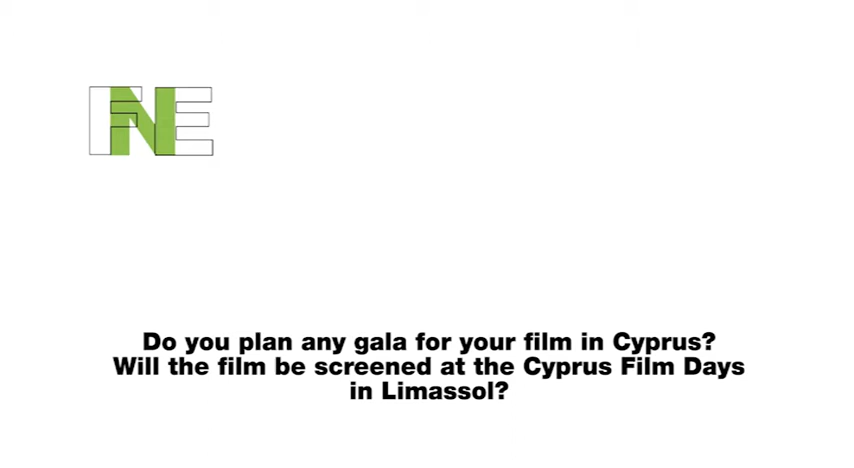 FNE
Do you plan any gala for your film in Cyprus?
Will the film be screened at the Cyprus Film Days
in Limassol?